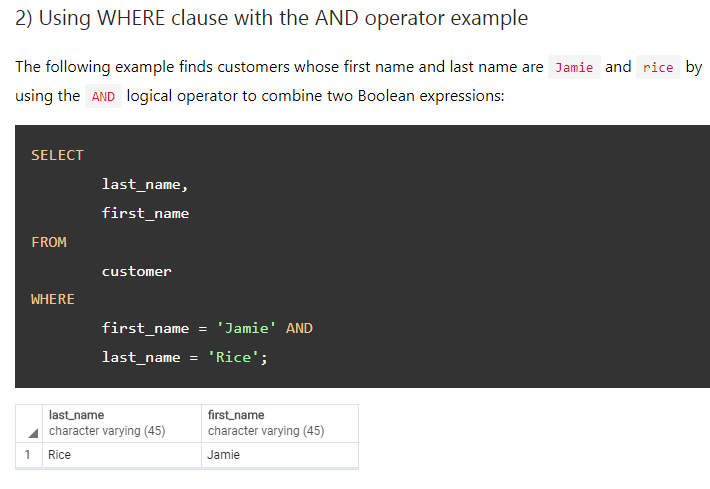 2) Using WHERE clause with the AND operator example
The following example finds customers whose first name and last name are Jamie and rice by
using the AND logical operator to combine two Boolean expressions:
SELECT
last_name,
first_name
FROM
customer
WHERE
first_name = 'Jamie' AND
last_name = 'Rice';
last_name first_name
character varying (45) character varying (45)
1 Rice Jamie